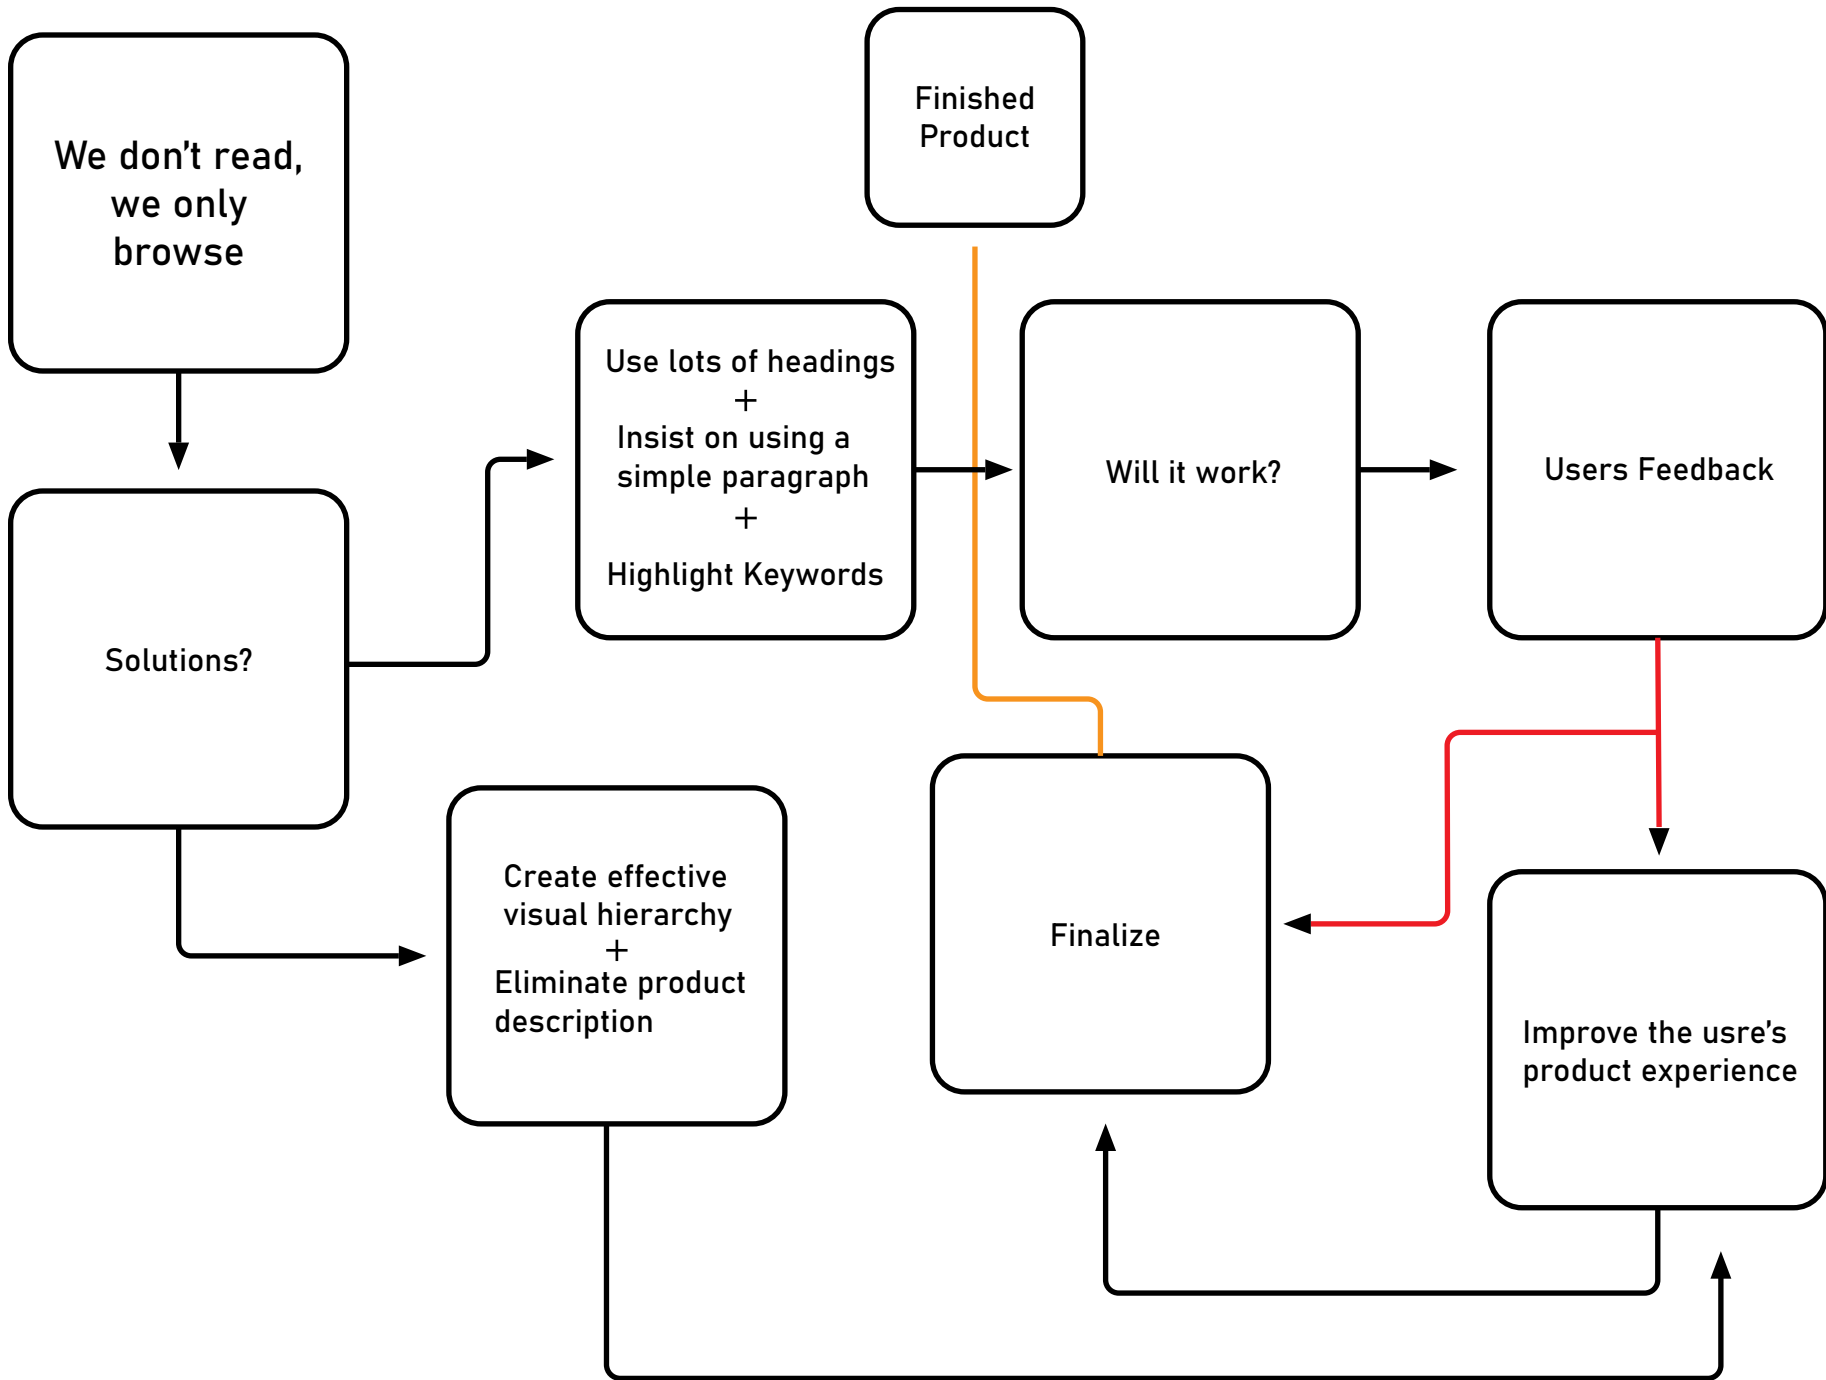 We don't read,
we only
browse
Finished
Product
Use lots of headings
+
Insist on using a
simple paragraph
+
Highlight Keywords
Will it work?
Users Feedback
Solutions?
Create effective
visual hierarchy
+
Eliminate product
description
Finalize
Improve the usre's
product experience